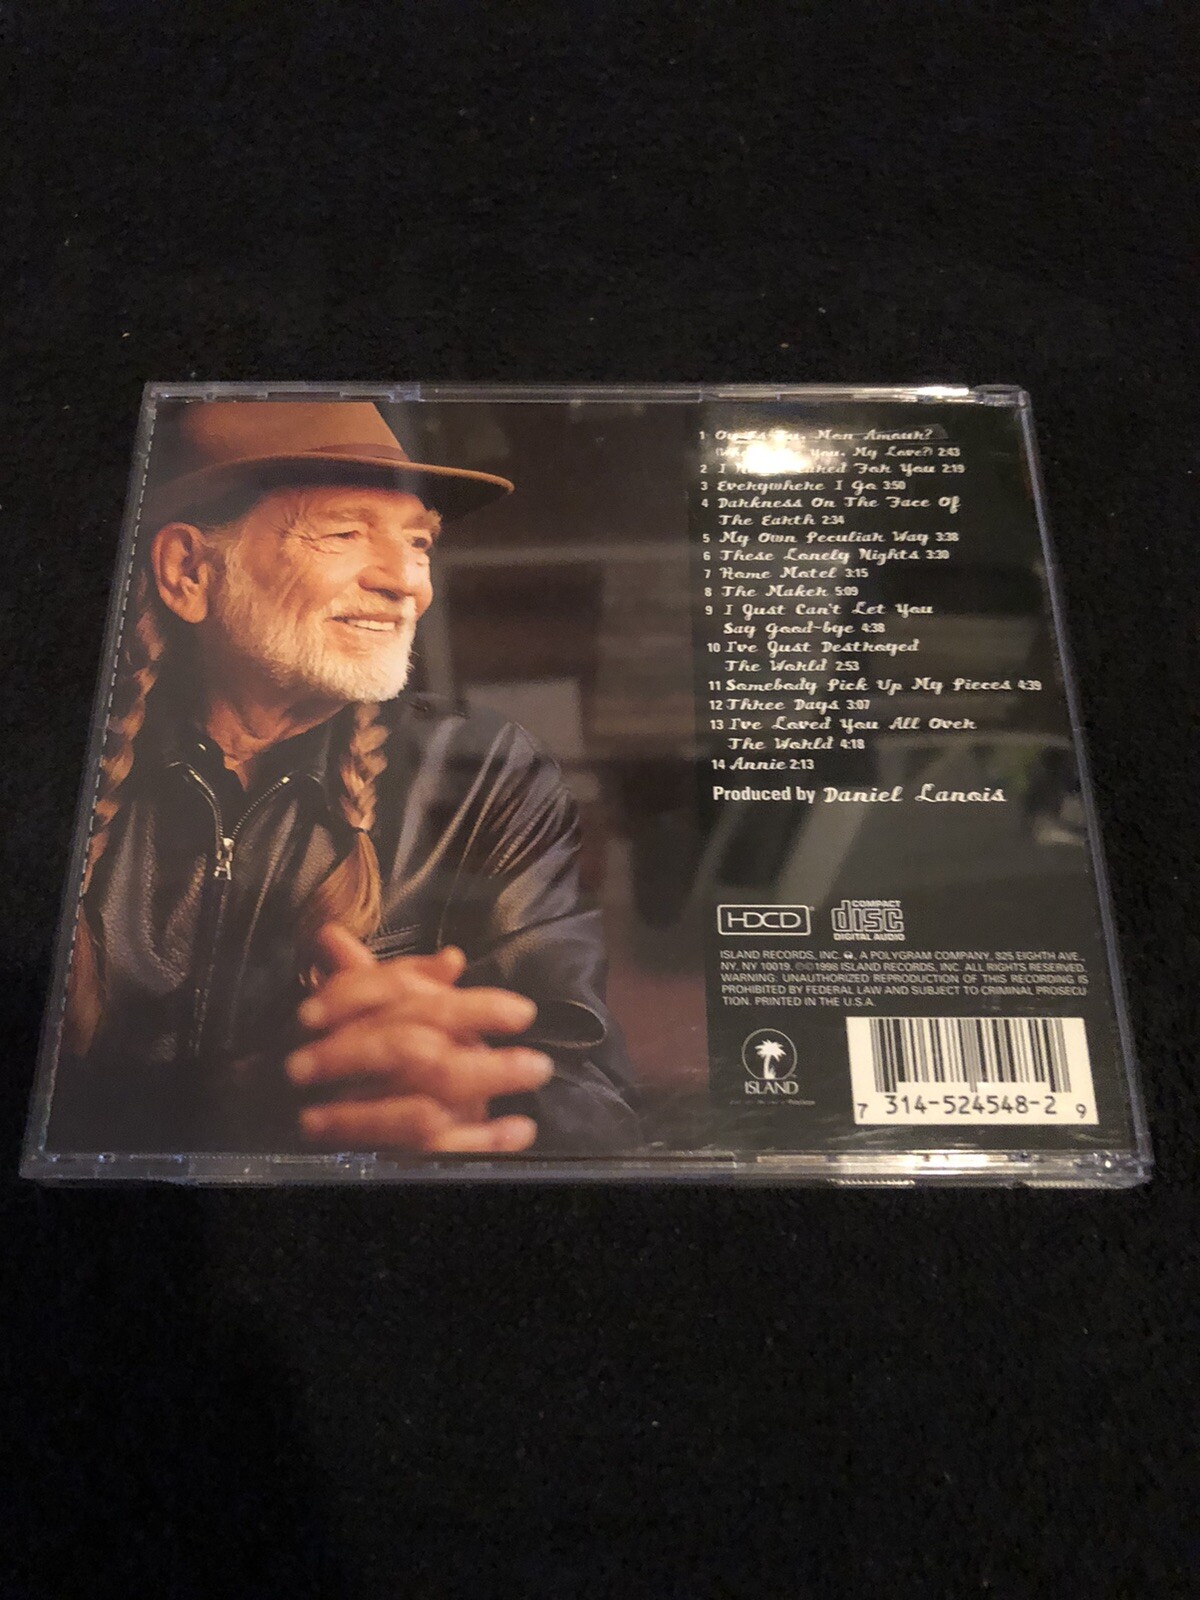 1 Mon Amour?
You, My Love?) 2:43
2 I For You 2:19
3 Everywhere I Go 3:50
4 Darkness On The Face Of
The Earth 2:34
5 My Own Peculiar Way 3:38
6 These Lonely Nights 3:30
7 Home Motel 3:15
8 The Maker 5:09
9 I Just Can't Let You
Say Good-bye 4:38
10 I've Just Destroyed
The World 2:53
11 Somebody Pick Up My Pieces 4:39
12 Three Days 3:07
13 I've Loved You All Over
The World 4:18
14 Annie 2:13
Produced by Daniel Lanois
HDCD
COMPACT
disc
DIGITAL AUDIO
ISLAND RECORDS, INC. , A POLYGRAM COMPANY, 825 EIGHTH AVE.,
NY, NY 10019. ℗©1998 ISLAND RECORDS, INC. ALL RIGHTS RESERVED.
WARNING: UNAUTHORIZED REPRODUCTION OF THIS RECORDING IS
PROHIBITED BY FEDERAL LAW AND SUBJECT TO CRIMINAL PROSECU
TION. PRINTED IN THE U.S.A.
ISLAND
7 314-524548-2 9